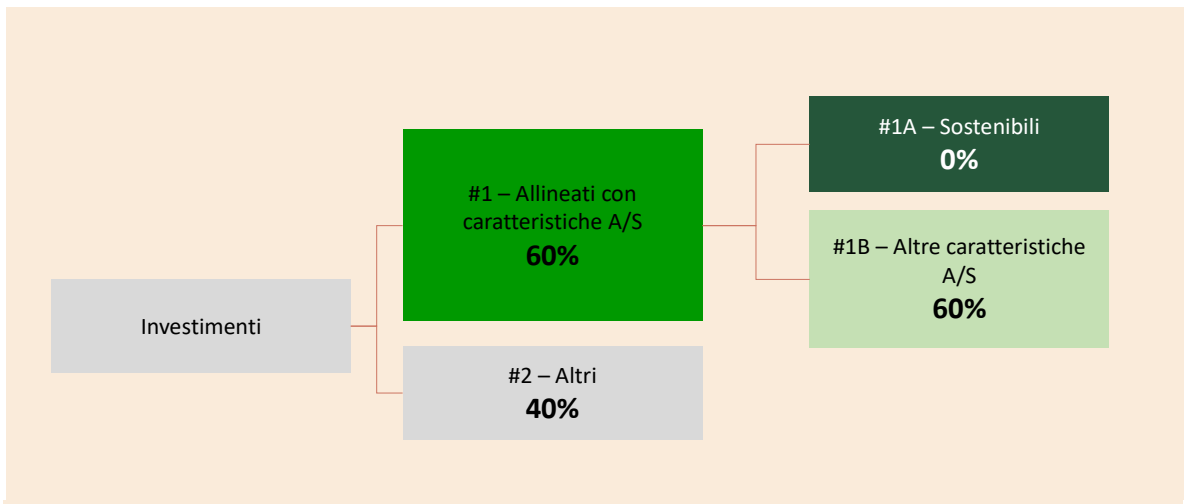 Investimenti
#1 – Allineati con
caratteristiche A/S
60%
#2 – Altri
40%
#1A – Sostenibili
0%
#1B – Altre caratteristiche
A/S
60%